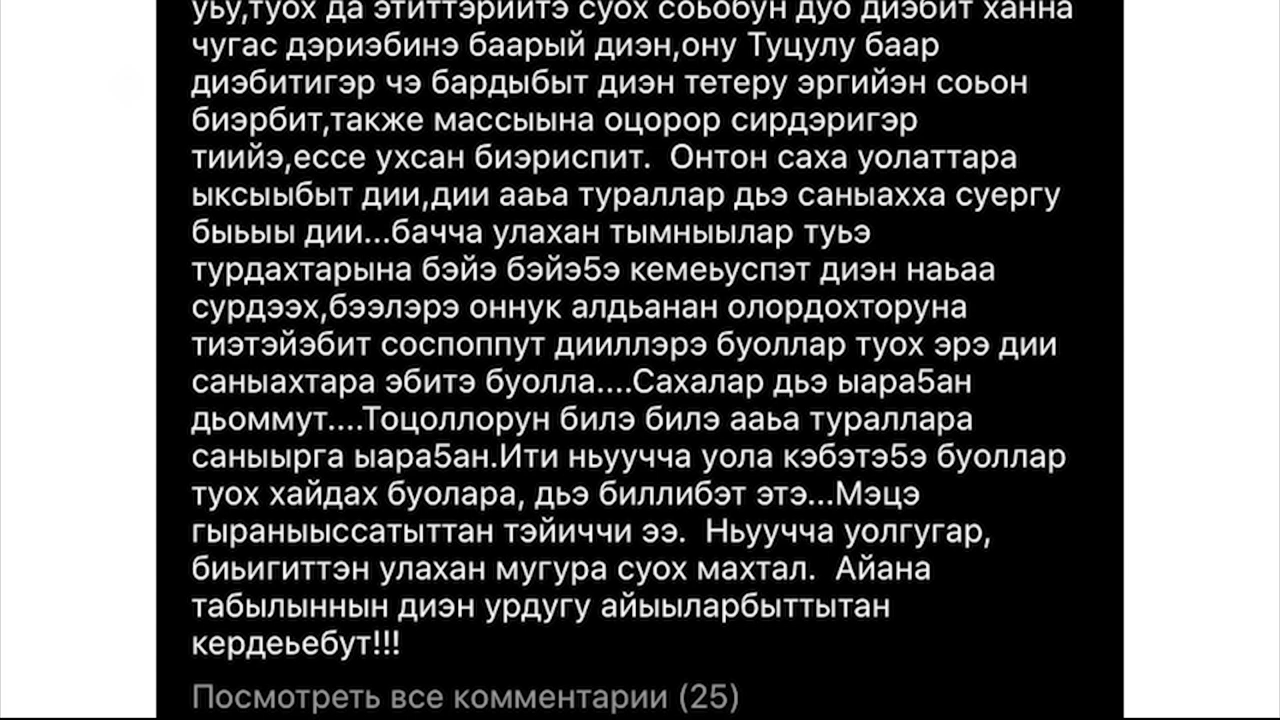 уьу,туох да этиттэриитэ суох соьобун дуо диэбит ханна
чугас дэриэбинэ баарый диэн,ону Туцулу баар
диэбитигэр чэ бардыбыт диэн тетеру эргийэн соьон
биэрбит,также массыына оцорор сирдэригэр
тиийэ,ессе ухсан биэриспит.  Онтон саха уолаттара
ыксыыбыт дии,дии ааьа тураллар дьэ саныахха суергу
быьыы дии...бачча улахан тымныылар туьэ
турдахтарына бэйэ бэйэ5э кемеьуспэт диэн наьаа
сурдээх,бээлэрэ оннук алдьанан олордохторуна
тиэтэйэбит соспоппут дииллэрэ буоллар туох эрэ дии
саныахтара эбитэ буолла....Сахалар дьэ ыара5ан
дьоммут....Тоцоллорун билэ билэ ааьа тураллара
саныырга ыара5ан.Ити ньуучча уола кэбэтэ5э буоллар
туох хайдах буолара, дьэ биллибэт этэ...Мэцэ
гыраныыссатыттан тэйиччи ээ.  Ньуучча уолгугар,
биьигиттэн улахан мугура суох махтал.  Айана
табылыннын диэн урдугу айыыларбыттытан
кердеьебут!!!
Посмотреть все комментарии (25)